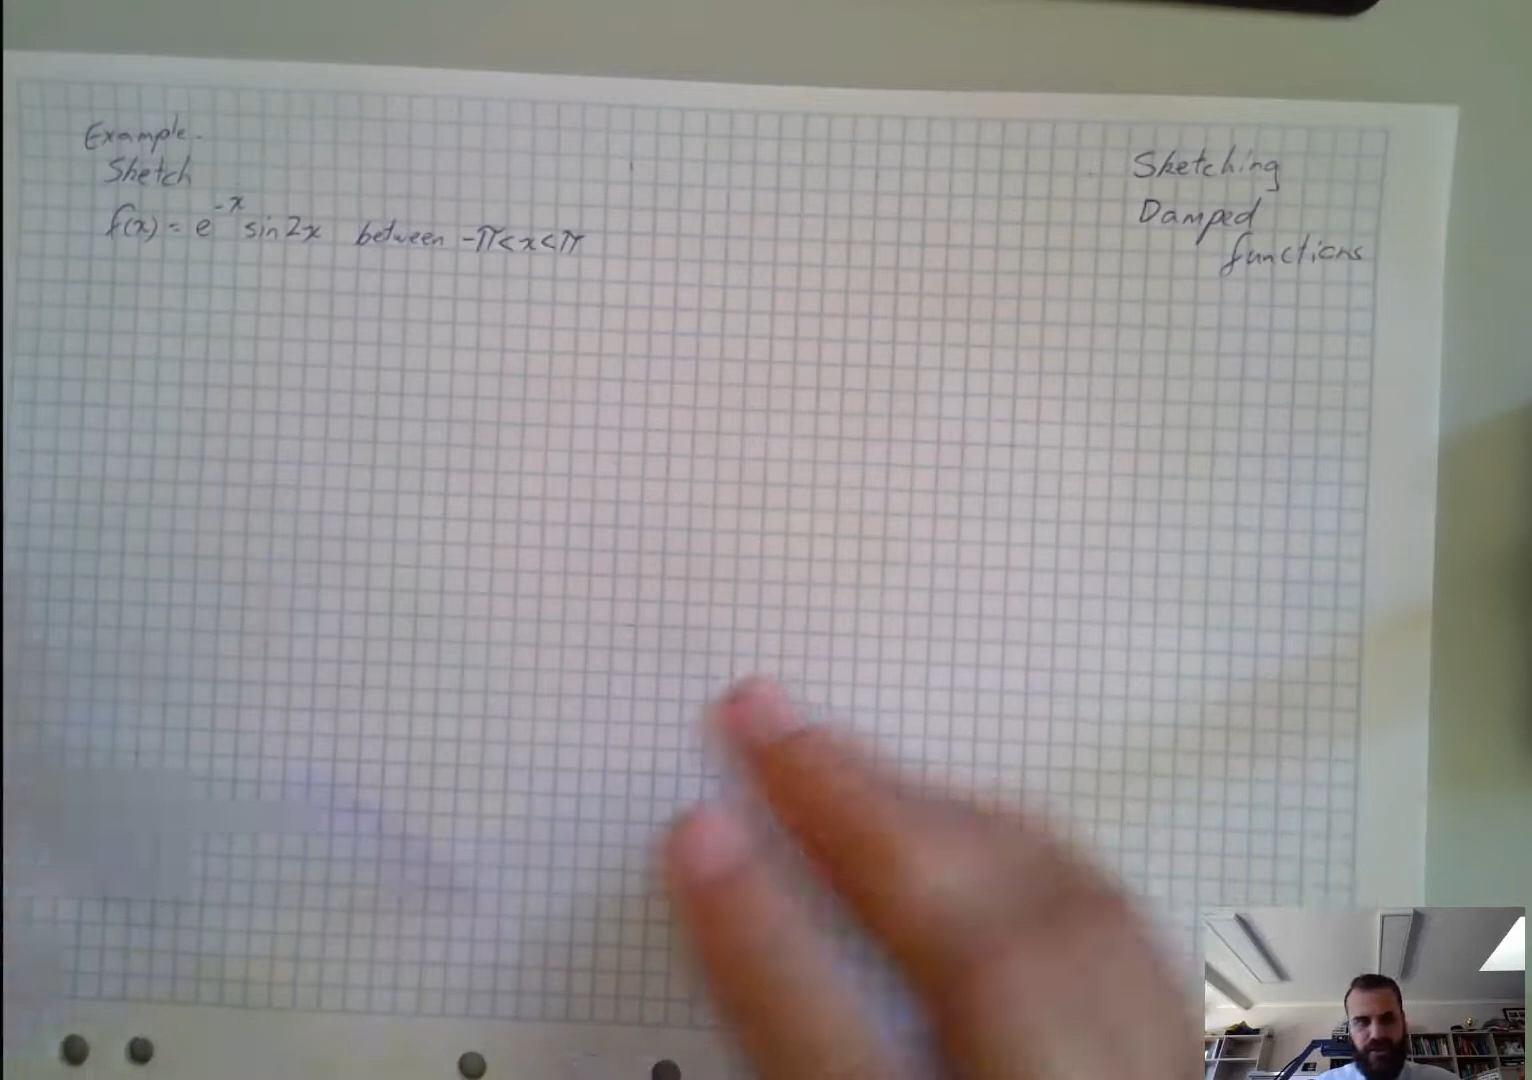 Example.
Sketch
f(x) = e^-x sin 2x between -π < x < π
Sketching
Damped
functions